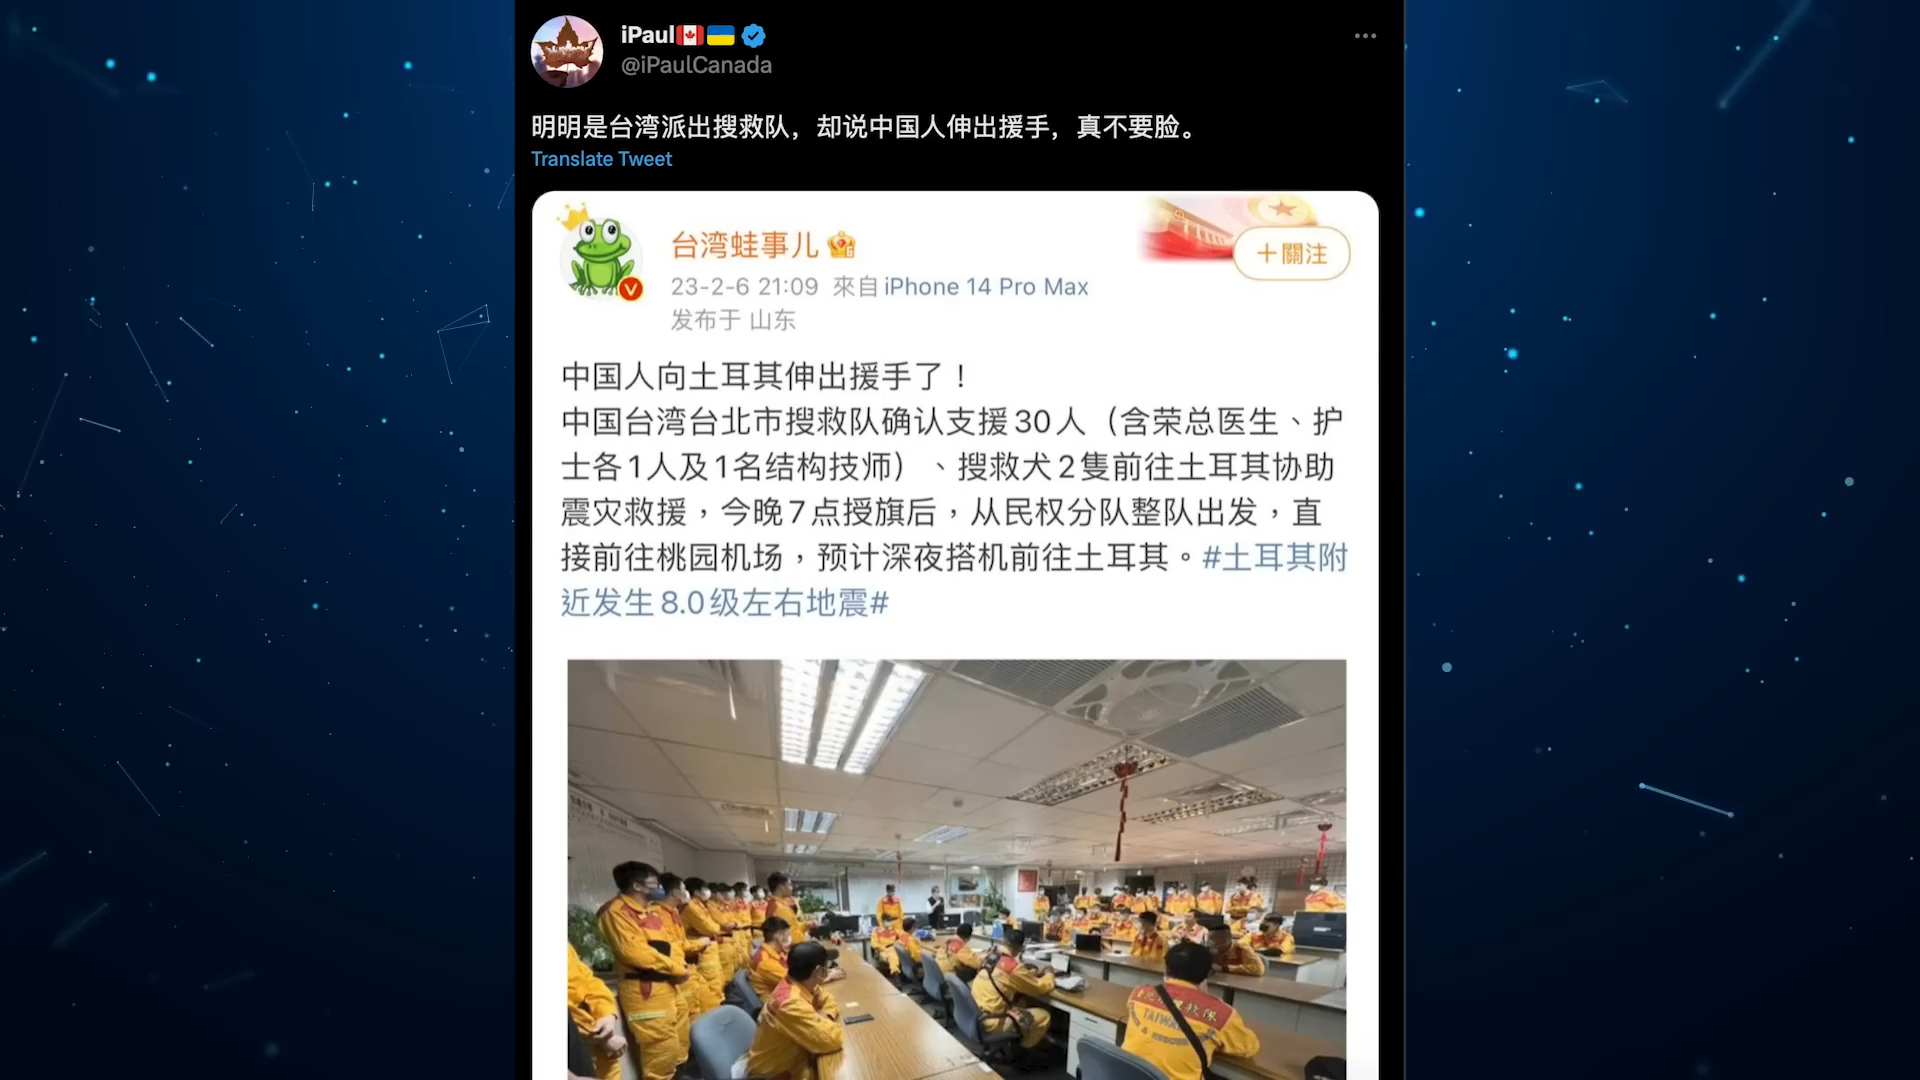 iPaul
@iPaulCanada
明明是台湾派出搜救队，却说中国人伸出援手，真不要脸。
Translate Tweet
台湾蛙事儿
+關注
23-2-6 21:09 來自 iPhone 14 Pro Max
发布于 山东
中国人向土耳其伸出援手了！
中国台湾台北市搜救队确认支援30人（含荣总医生、护
士各1人及1名结构技师）、搜救犬2隻前往土耳其协助
震灾救援，今晚7点授旗后，从民权分队整队出发，直
接前往桃园机场，预计深夜搭机前往土耳其。#土耳其附
近发生8.0级左右地震#
TAIWAN